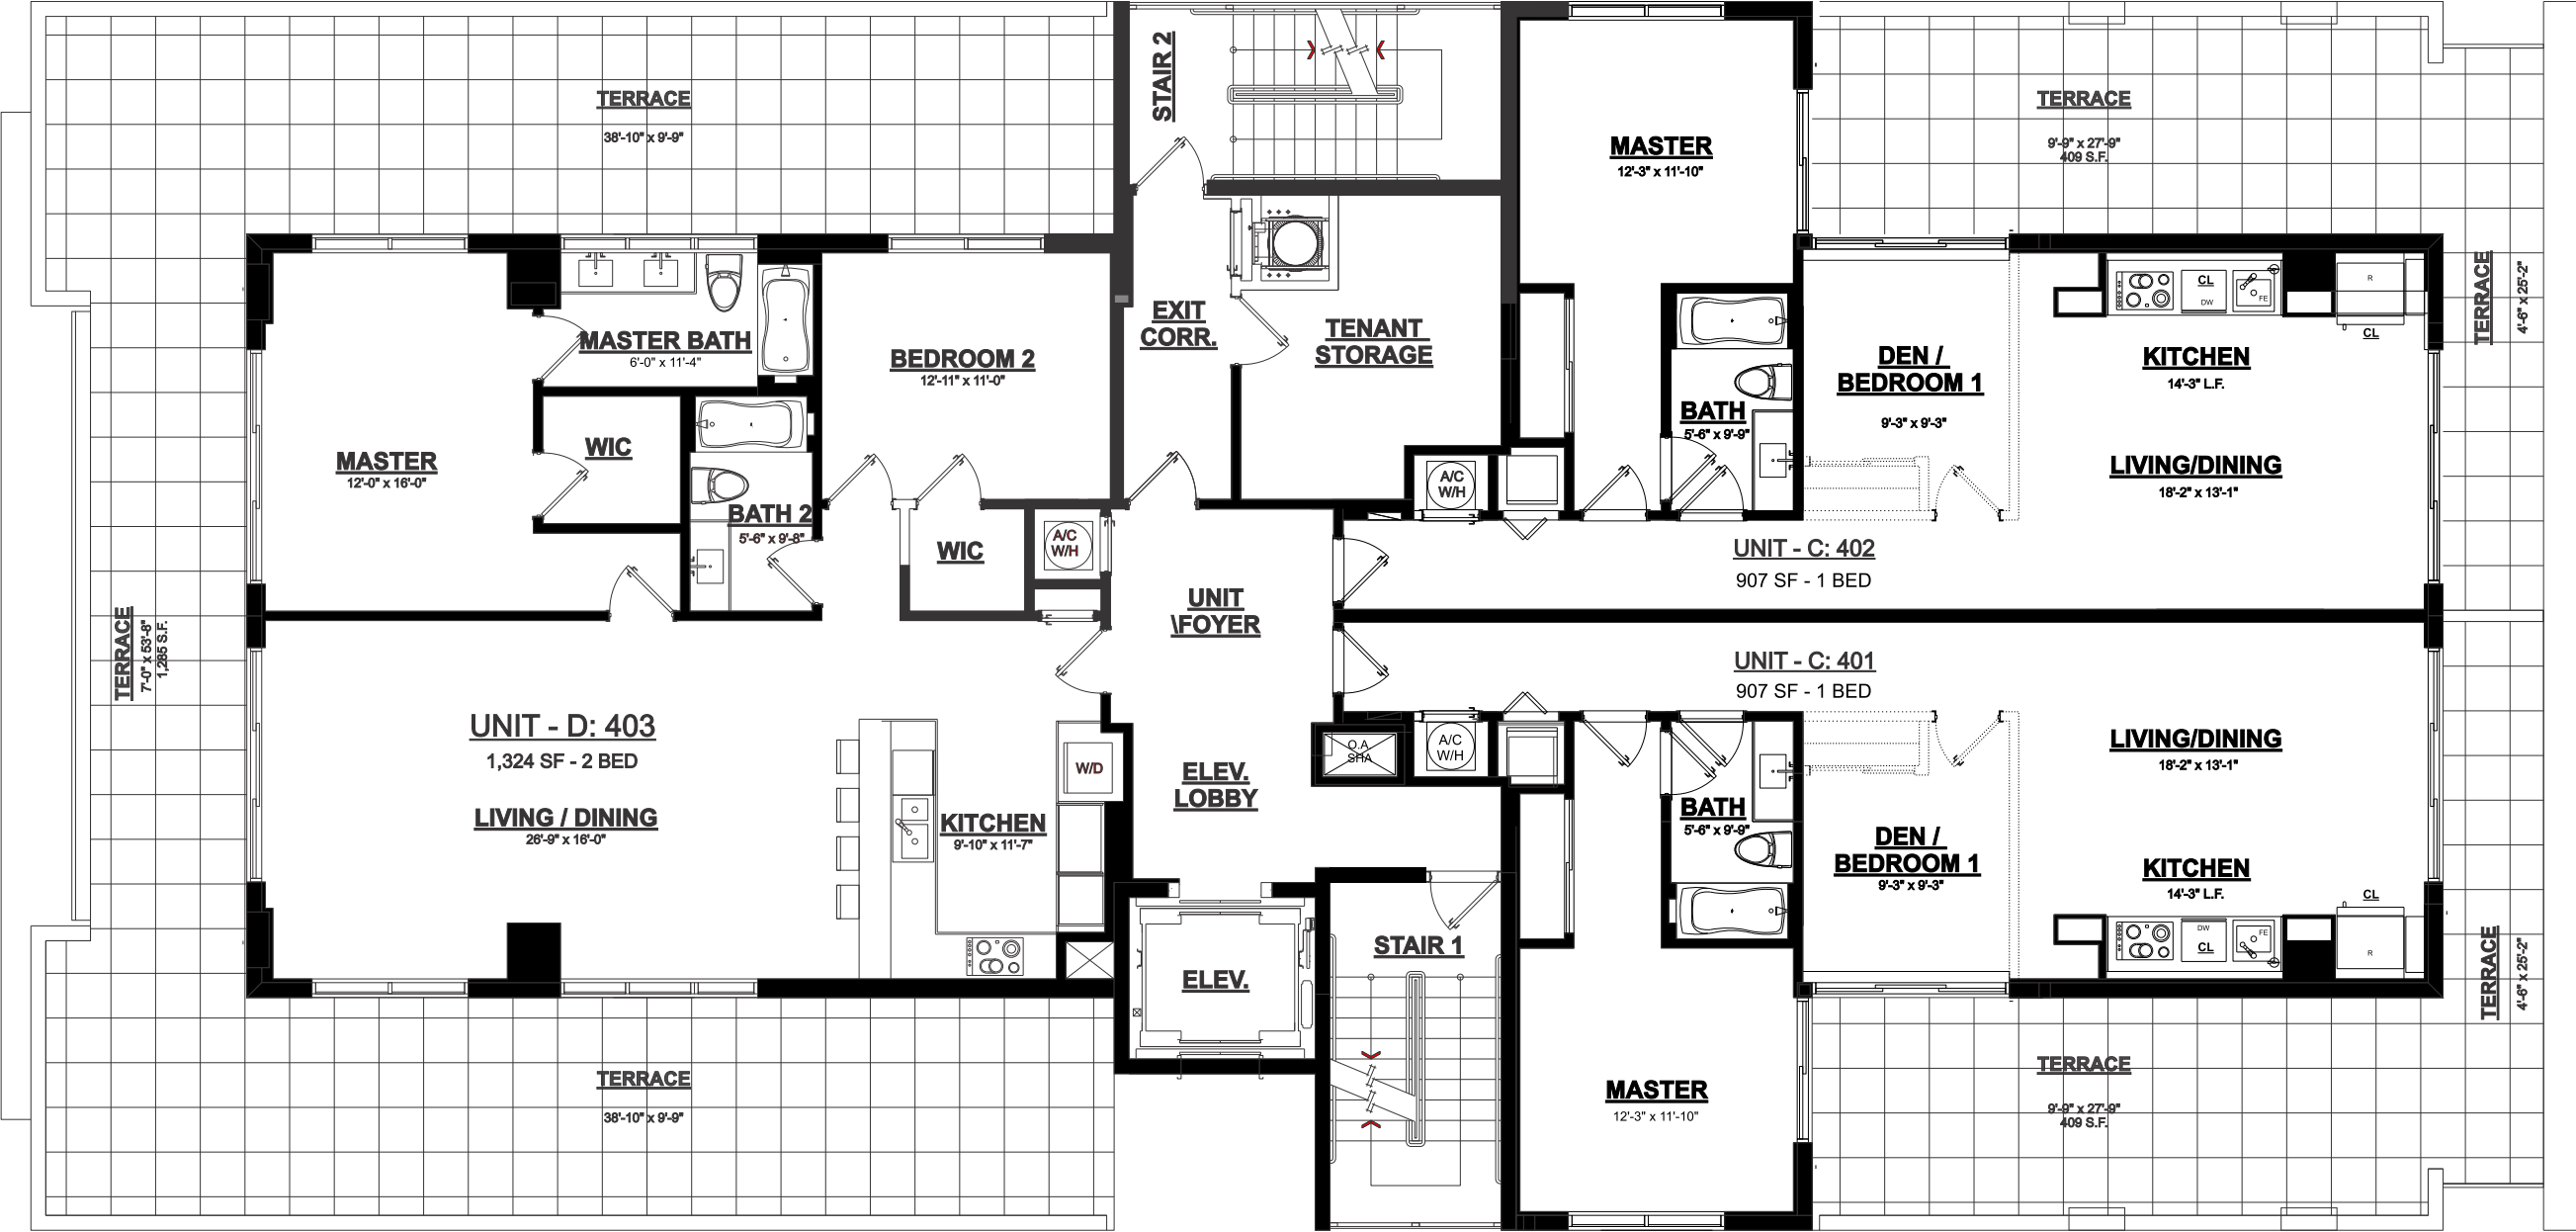 TERRACE
38'-10" x 9'-9"
STAIR 2
MASTER
12'-3" x 11'-10"
TERRACE
9'-9" x 27'-9"
409 S.F.
MASTER BATH
6'-0" x 11'-4"
BEDROOM 2
12'-11" x 11'-0"
EXIT
CORR.
TENANT
STORAGE
MASTER
12'-0" x 16'-0"
WIC
BATH 2
5'-6" x 9'-8"
WIC
A/C
W/H
A/C
W/H
BATH
5'-6" x 9'-9"
DEN /
BEDROOM 1
9'-3" x 9'-3"
CL
DW
FE
R
CL
KITCHEN
14'-3" L.F.
LIVING/DINING
18'-2" x 13'-1"
TERRACE
4'-6" x 25'-2"
UNIT - C: 402
907 SF - 1 BED
UNIT
\FOYER
TERRACE
7'-0" x 53'-8"
1,285 S.F.
UNIT - D: 403
1,324 SF - 2 BED
LIVING / DINING
26'-9" x 16'-0"
KITCHEN
9'-10" x 11'-7"
W/D
ELEV.
LOBBY
O.A
SHA
A/C
W/H
UNIT - C: 401
907 SF - 1 BED
BATH
5'-6" x 9'-9"
DEN /
BEDROOM 1
9'-3" x 9'-3"
LIVING/DINING
18'-2" x 13'-1"
KITCHEN
14'-3" L.F.
CL
DW
CL
FE
R
TERRACE
4'-6" x 25'-2"
ELEV.
STAIR 1
MASTER
12'-3" x 11'-10"
TERRACE
38'-10" x 9'-9"
TERRACE
9'-9" x 27'-9"
409 S.F.